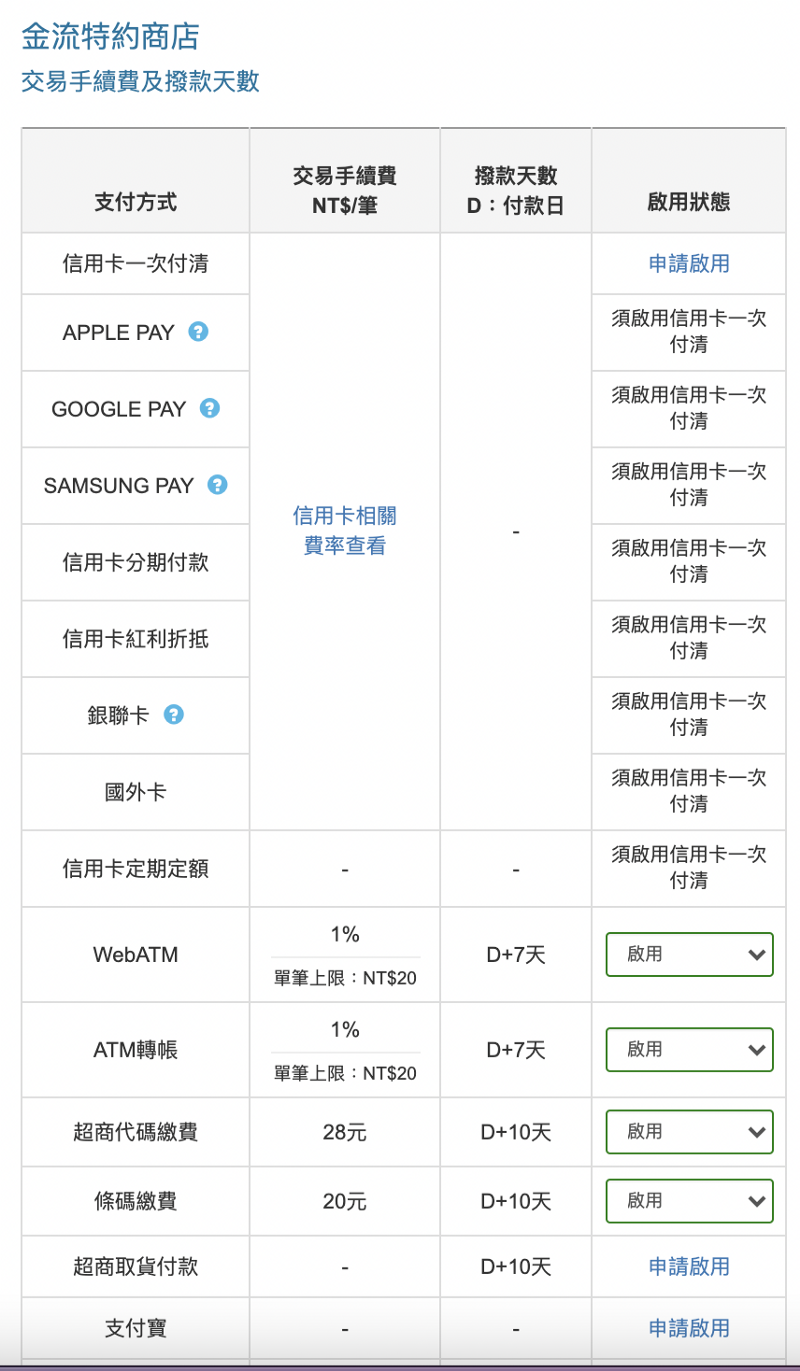 金流特約商店
交易手續費及撥款天數
支付方式
交易手續費
NT$/筆
撥款天數
D：付款日
啟用狀態
信用卡一次付清
申請啟用
APPLE PAY ?
須啟用信用卡一次
付清
GOOGLE PAY ?
須啟用信用卡一次
付清
SAMSUNG PAY ?
須啟用信用卡一次
付清
信用卡相關
費率查看
-
信用卡分期付款
須啟用信用卡一次
付清
信用卡紅利折抵
須啟用信用卡一次
付清
銀聯卡 ?
須啟用信用卡一次
付清
國外卡
須啟用信用卡一次
付清
信用卡定期定額
-
-
須啟用信用卡一次
付清
WebATM
1%
單筆上限：NT$20
D+7天
啟用
ATM轉帳
1%
單筆上限：NT$20
D+7天
啟用
超商代碼繳費
28元
D+10天
啟用
條碼繳費
20元
D+10天
啟用
超商取貨付款
-
D+10天
申請啟用
支付寶
-
-
申請啟用